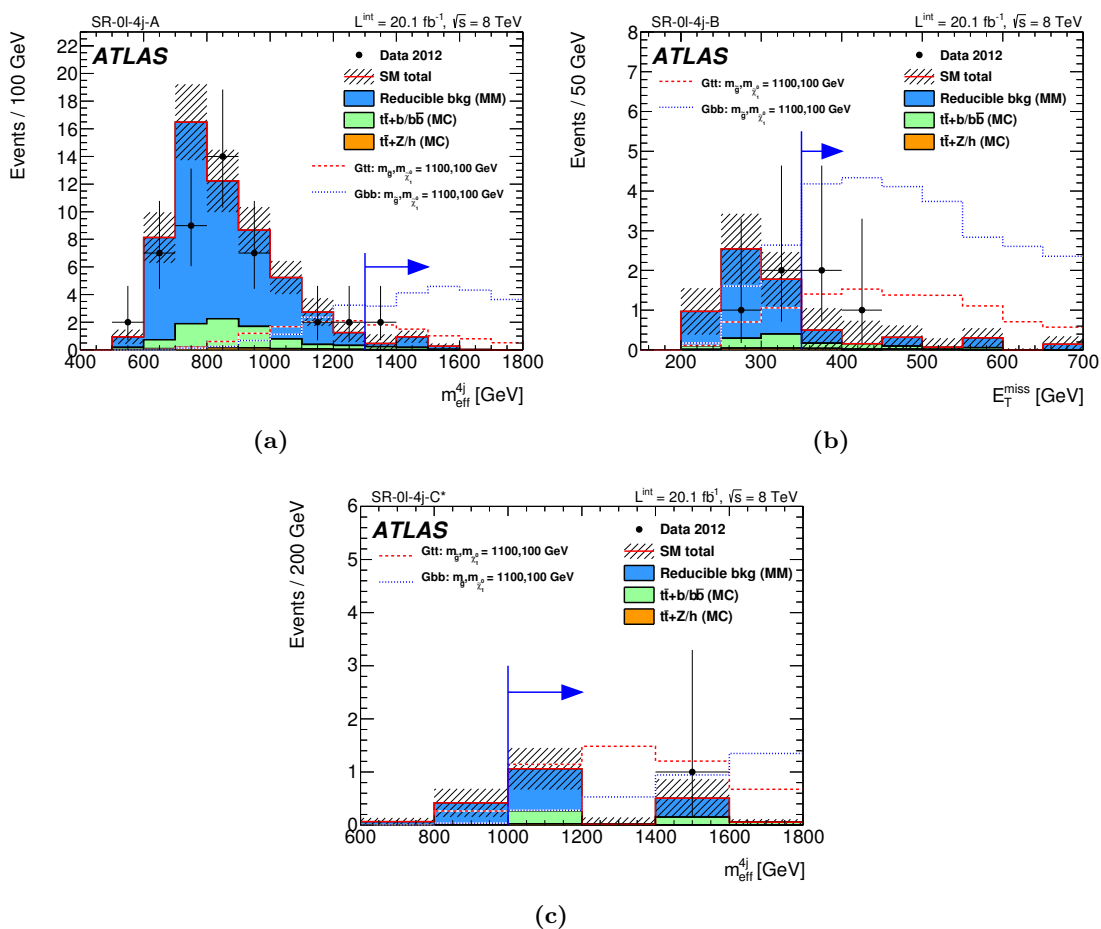 SR-0l-4j-A L^int = 20.1 fb^-1, √s = 8 TeV
Events / 100 GeV
22
20
18
16
14
12
10
8
6
4
2
0
ATLAS
Data 2012
SM total
Reducible bkg (MM)
tt̄+b/bb̄ (MC)
tt̄+Z/h (MC)
Gtt: m_g̃,m_χ̃₁⁰ = 1100,100 GeV
Gbb: m_g̃,m_χ̃₁⁰ = 1100,100 GeV
400 600 800 1000 1200 1400 1600 1800
m_eff^4j [GeV]
(a)
SR-0l-4j-B L^int = 20.1 fb^-1, √s = 8 TeV
Events / 50 GeV
8
7
6
5
4
3
2
1
0
ATLAS
Gtt: m_g̃,m_χ̃₁⁰ = 1100,100 GeV
Gbb: m_g̃,m_χ̃₁⁰ = 1100,100 GeV
Data 2012
SM total
Reducible bkg (MM)
tt̄+b/bb̄ (MC)
tt̄+Z/h (MC)
200 300 400 500 600 700
E_T^miss [GeV]
(b)
SR-0l-4j-C* L^int = 20.1 fb^-1, √s = 8 TeV
Events / 200 GeV
6
5
4
3
2
1
0
ATLAS
Gtt: m_g̃,m_χ̃₁⁰ = 1100,100 GeV
Gbb: m_g̃,m_χ̃₁⁰ = 1100,100 GeV
Data 2012
SM total
Reducible bkg (MM)
tt̄+b/bb̄ (MC)
tt̄+Z/h (MC)
600 800 1000 1200 1400 1600 1800
m_eff^4j [GeV]
(c)